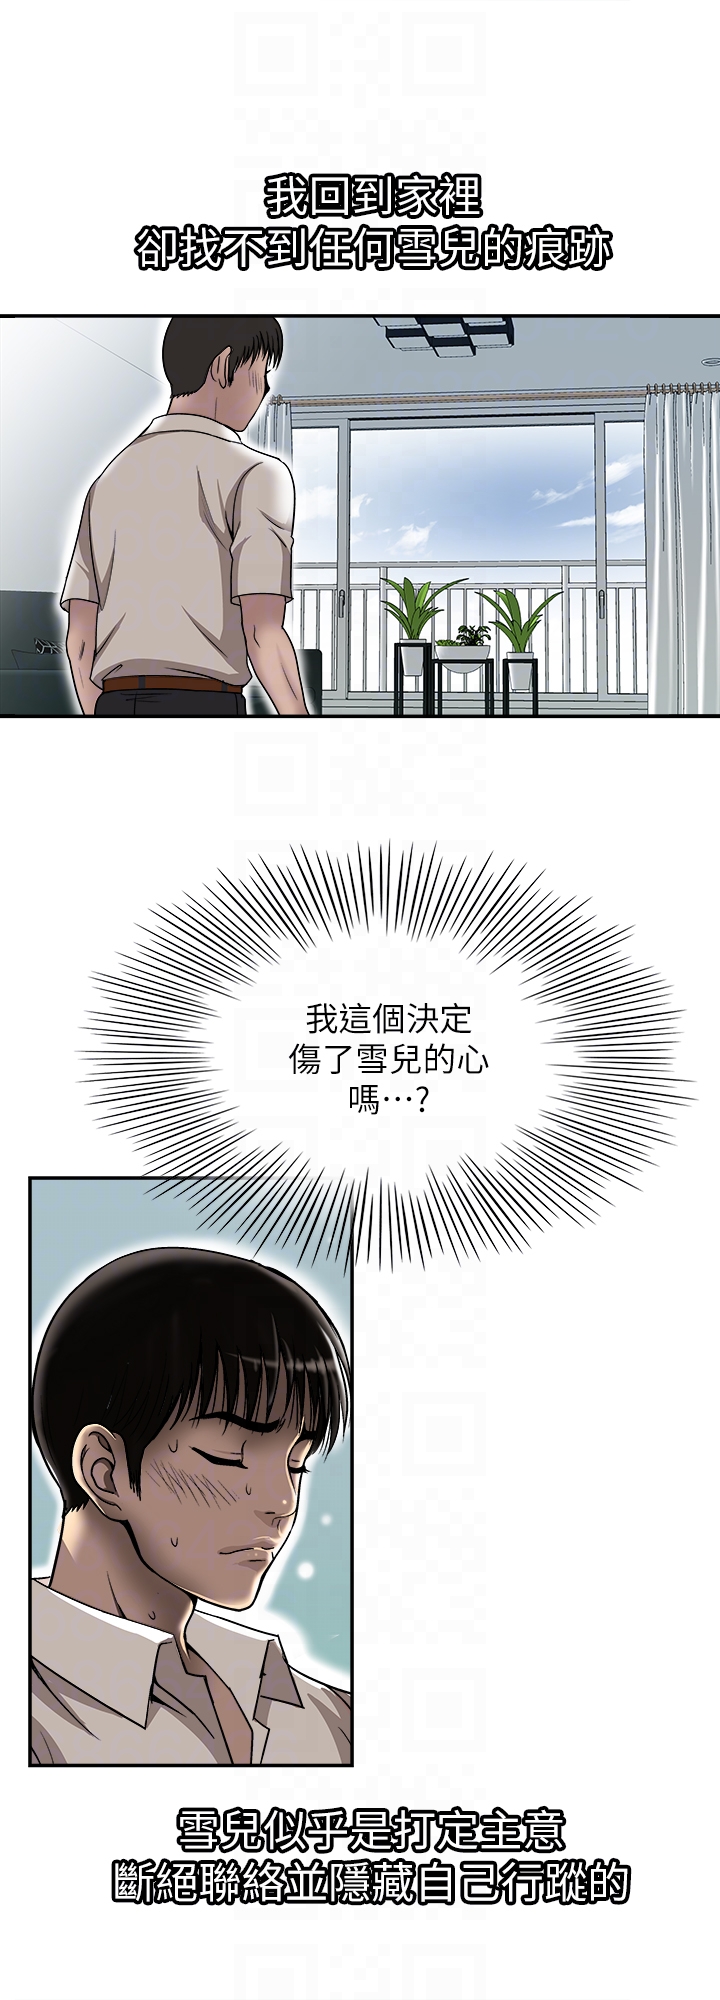 我回到家裡
卻找不到任何雪兒的痕跡
我這個決定
傷了雪兒的心
嗎⋯?
雪兒似乎是打定主意
斷絕聯絡並隱藏自己行蹤的